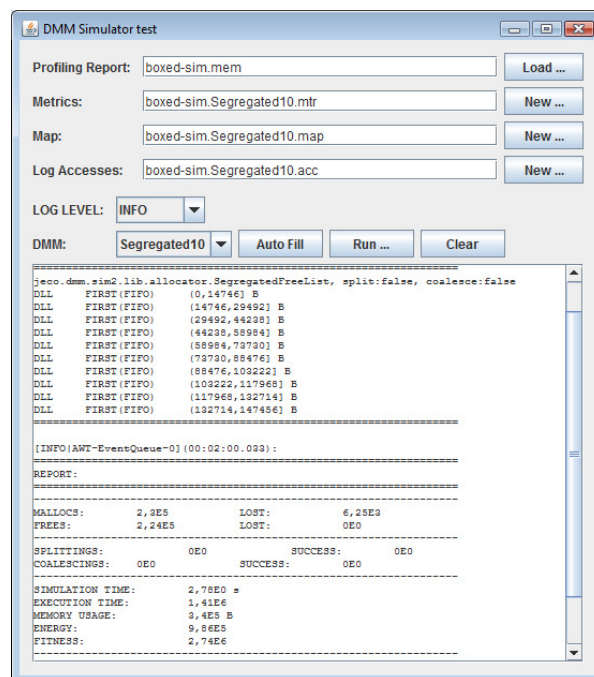 DMM Simulator test
Profiling Report: boxed-sim.mem Load ...
Metrics: boxed-sim.Segregated10.mtr New ...
Map: boxed-sim.Segregated10.map New ...
Log Accesses: boxed-sim.Segregated10.acc New ...
LOG LEVEL: INFO
DMM: Segregated10 Auto Fill Run ... Clear
================================================================
jeco.dmm.sim2.lib.allocator.SegregatedFreeList, split:false, coalesce:false
DLL FIRST(FIFO) (0,14746] B
DLL FIRST(FIFO) (14746,29492] B
DLL FIRST(FIFO) (29492,44238] B
DLL FIRST(FIFO) (44238,58984] B
DLL FIRST(FIFO) (58984,73730] B
DLL FIRST(FIFO) (73730,88476] B
DLL FIRST(FIFO) (88476,103222] B
DLL FIRST(FIFO) (103222,117968] B
DLL FIRST(FIFO) (117968,132714] B
DLL FIRST(FIFO) (132714,147456] B
================================================================
[INFO|AWT-EventQueue-0](00:02:00.033):
================================================================
REPORT:
================================================================
----------------------------------------------------------------
MALLOCS: 2,3E5 LOST: 6,25E3
FREES: 2,24E5 LOST: 0E0
----------------------------------------------------------------
SPLITTINGS: 0E0 SUCCESS: 0E0
COALESCINGS: 0E0 SUCCESS: 0E0
----------------------------------------------------------------
SIMULATION TIME: 2,78E0 s
EXECUTION TIME: 1,41E6
MEMORY USAGE: 3,4E5 B
ENERGY: 9,86E5
FITNESS: 2,74E6
----------------------------------------------------------------